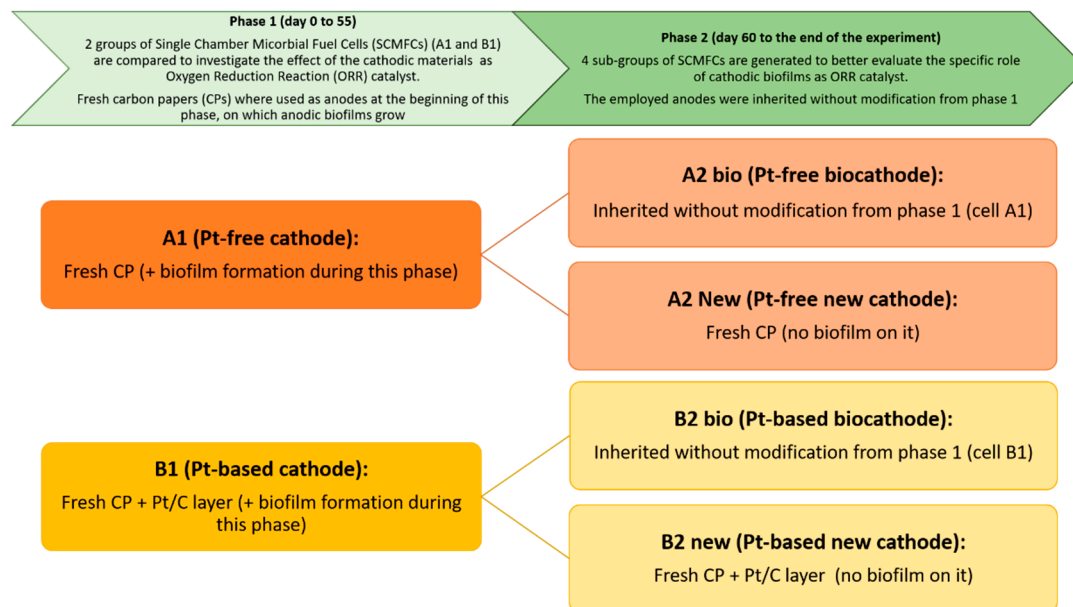 Phase 1 (day 0 to 55)
2 groups of Single Chamber Micorbial Fuel Cells (SCMFCs) (A1 and B1)
are compared to investigate the effect of the cathodic materials as
Oxygen Reduction Reaction (ORR) catalyst.
Fresh carbon papers (CPs) where used as anodes at the beginning of this
phase, on which anodic biofilms grow
Phase 2 (day 60 to the end of the experiment)
4 sub-groups of SCMFCs are generated to better evaluate the specific role
of cathodic biofilms as ORR catalyst.
The employed anodes were inherited without modification from phase 1
A1 (Pt-free cathode):
Fresh CP (+ biofilm formation during this phase)
A2 bio (Pt-free biocathode):
Inherited without modification from phase 1 (cell A1)
A2 New (Pt-free new cathode):
Fresh CP (no biofilm on it)
B1 (Pt-based cathode):
Fresh CP + Pt/C layer (+ biofilm formation during
this phase)
B2 bio (Pt-based biocathode):
Inherited without modification from phase 1 (cell B1)
B2 new (Pt-based new cathode):
Fresh CP + Pt/C layer (no biofilm on it)